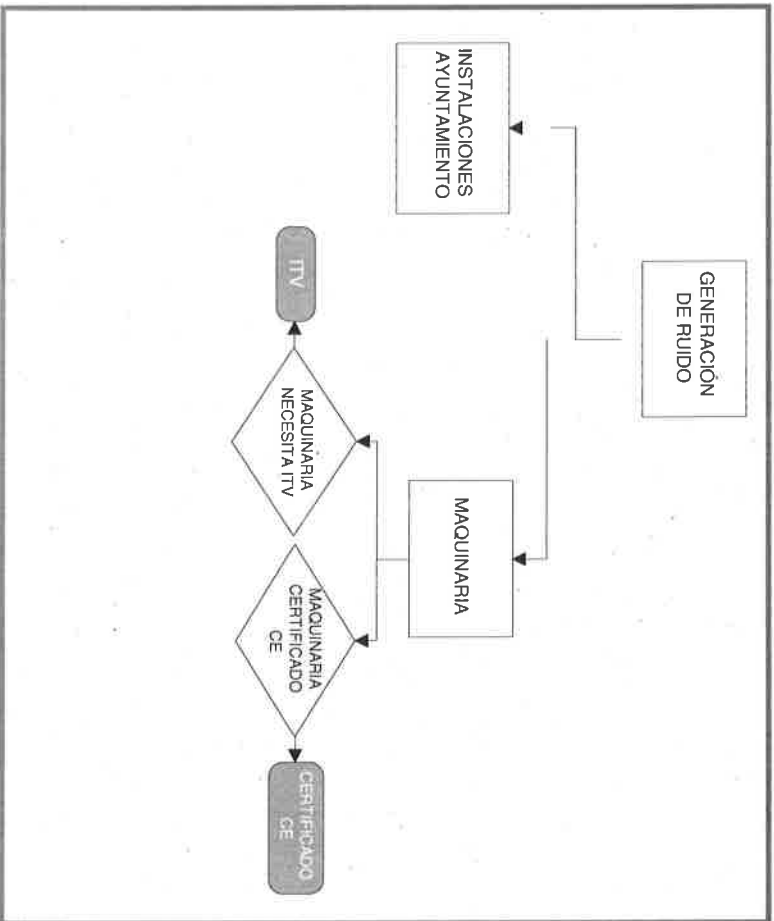 GENERACIÓN
DE RUIDO
INSTALACIONES
AYUNTAMIENTO
MAQUINARIA
MAQUINARIA
NECESITA ITV
MAQUINARIA
CERTIFICADO
CE
ITV
CERTIFICADO
CE